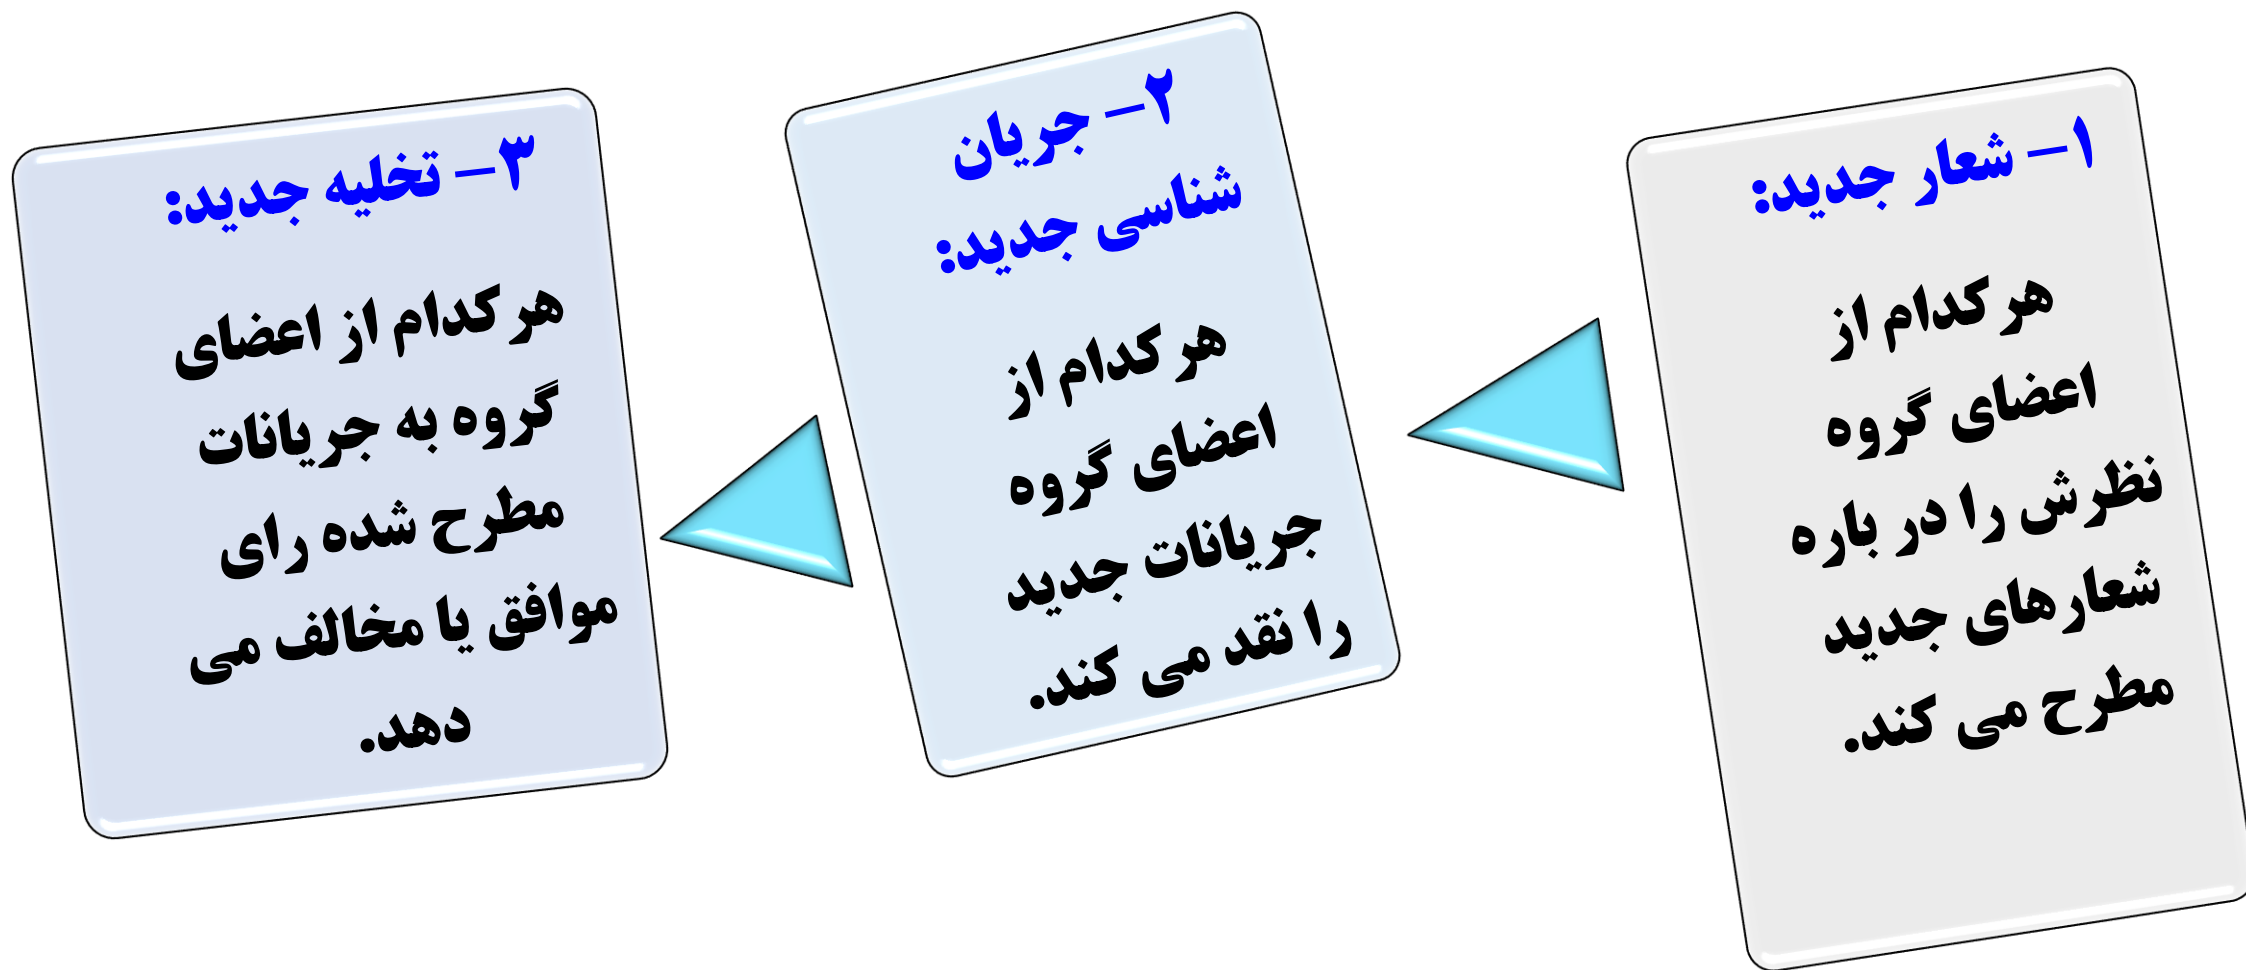 ۱- شعار جدید:
هر کدام از
اعضای گروه
نظرش را در باره
شعارهای جدید
مطرح می کند.
۲- جریان
شناسی جدید:
هر کدام از
اعضای گروه
جریانات جدید
را نقد می کند.
۳- تخلیه جدید:
هر کدام از اعضای
گروه به جریانات
مطرح شده رای
موافق یا مخالف می
دهد.